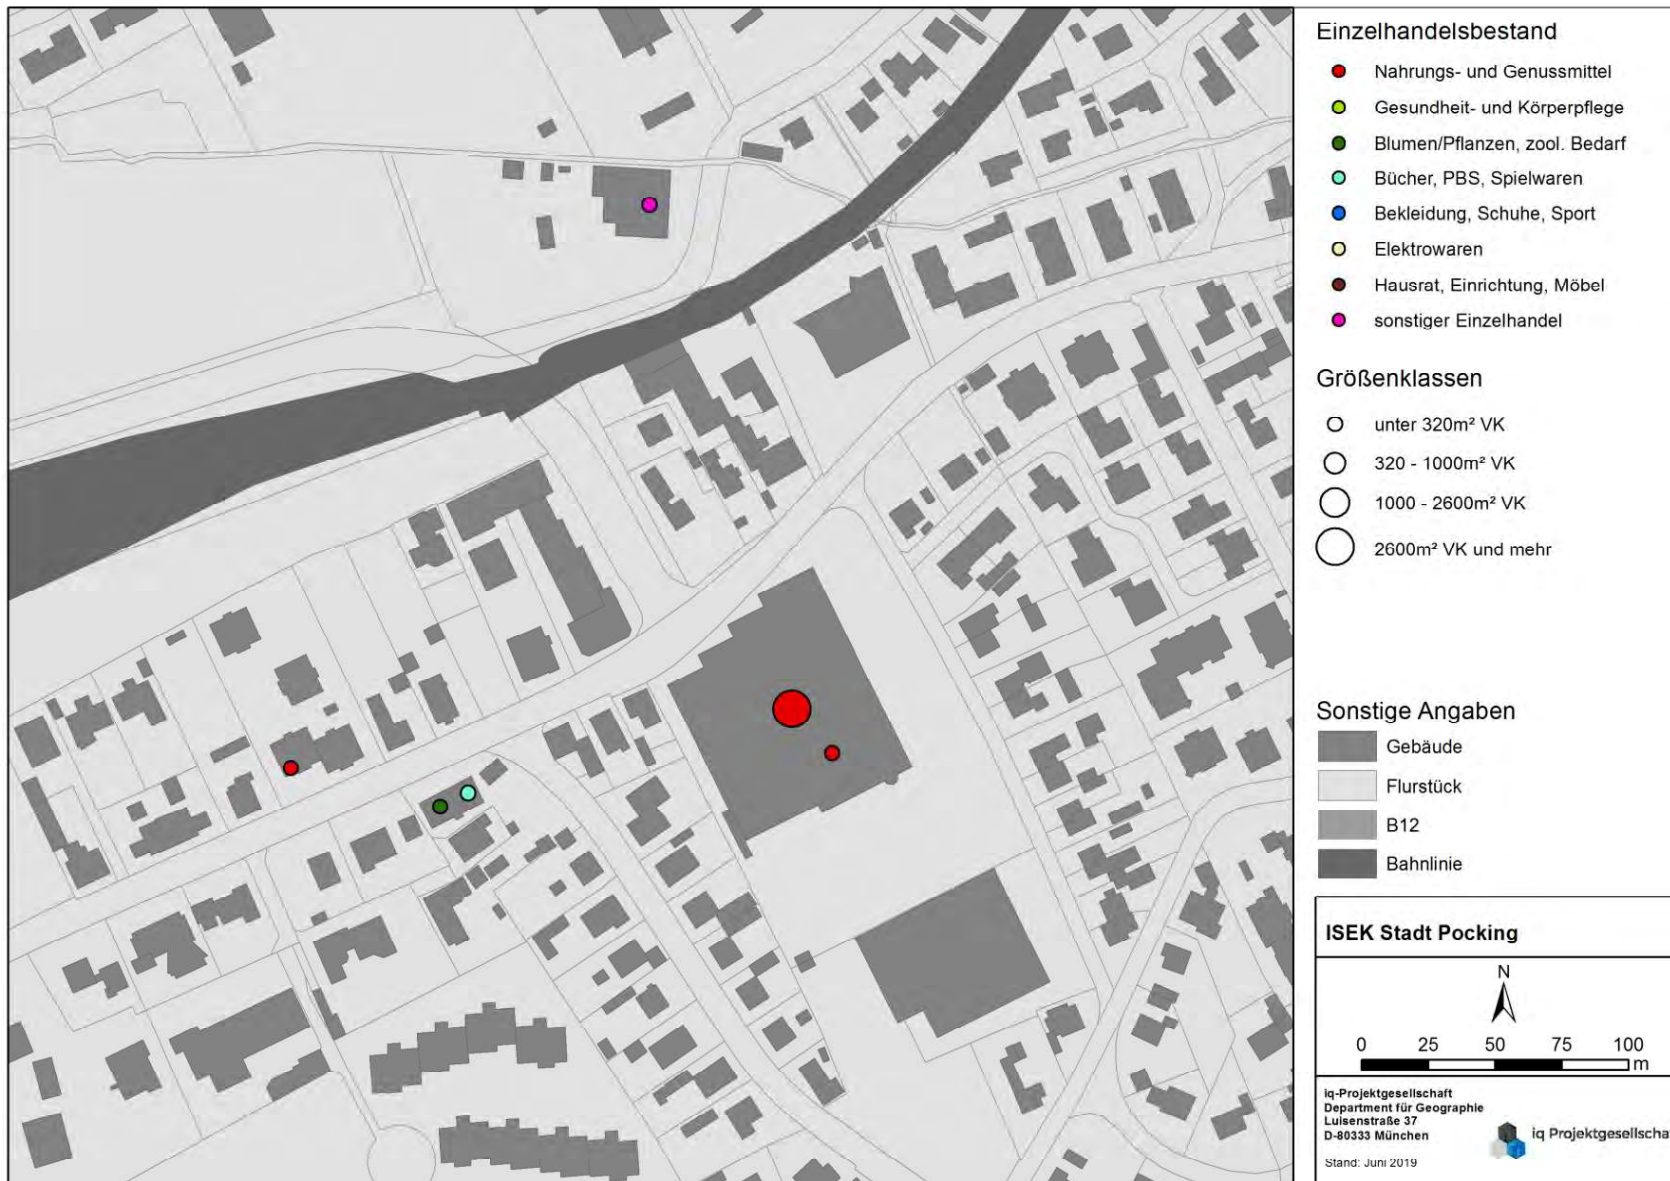 Einzelhandelsbestand
Nahrungs- und Genussmittel
Gesundheit- und Körperpflege
Blumen/Pflanzen, zool. Bedarf
Bücher, PBS, Spielwaren
Bekleidung, Schuhe, Sport
Elektrowaren
Hausrat, Einrichtung, Möbel
sonstiger Einzelhandel
Größenklassen
unter 320m² VK
320 - 1000m² VK
1000 - 2600m² VK
2600m² VK und mehr
Sonstige Angaben
Gebäude
Flurstück
B12
Bahnlinie
ISEK Stadt Pocking
N
0 25 50 75 100
m
iq-Projektgesellschaft
Department für Geographie
Luisenstraße 37
D-80333 München
iq Projektgesellscha
Stand: Juni 2019